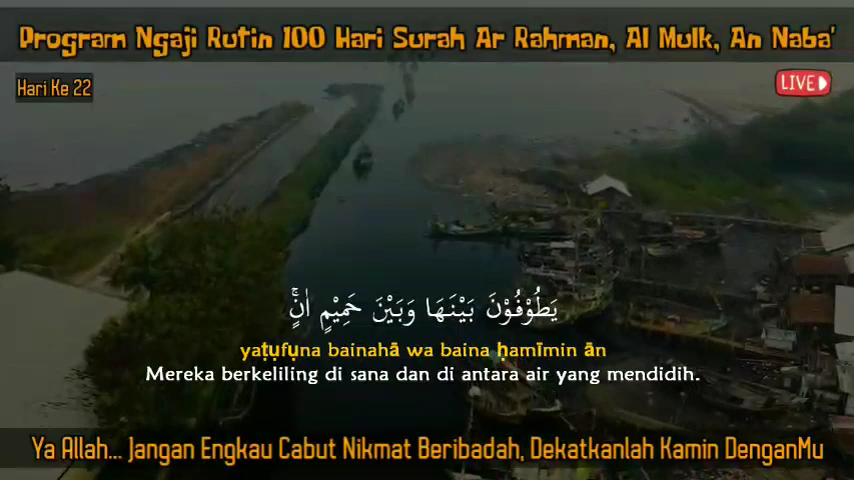 Program Ngaji Rutin 100 Hari Surah Ar Rahman, Al Mulk, An Naba'
Hari Ke 22
LIVE
يَطُوْفُوْنَ بَيْنَهَا وَبَيْنَ حَمِيْمٍ اٰنٍۚ
yaṭụfụna bainahā wa baina ḥamīmin ān
Mereka berkeliling di sana dan di antara air yang mendidih.
Ya Allah... Jangan Engkau Cabut Nikmat Beribadah, Dekatkanlah Kamin DenganMu